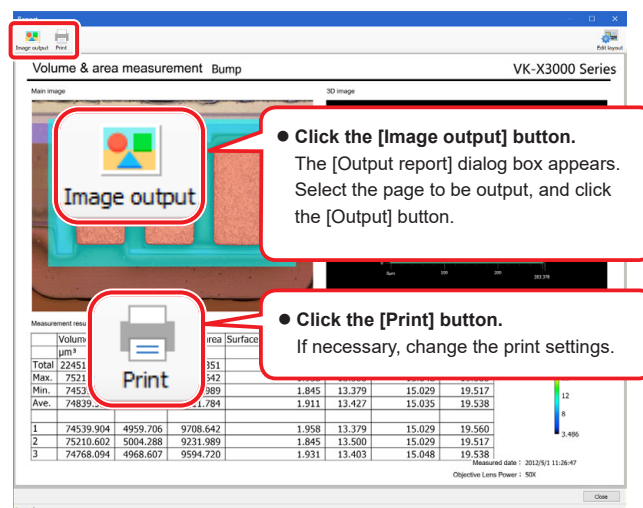 Report
Image output Print Edit layout
Volume & area measurement Bump VK-X3000 Series
Main image 3D image
Image output
● Click the [Image output] button.
The [Output report] dialog box appears.
Select the page to be output, and click
the [Output] button.
0um 100 200 283.378
Print
● Click the [Print] button.
If necessary, change the print settings.
Volum area Surface
µm³
Total 22451 351
Max. 7521 642
Min. 7453 989 1.845 13.379 15.029 19.517
Ave. 74839. .784 1.911 13.427 15.035 19.538
1 74539.904 4959.706 9708.642 1.958 13.379 15.029 19.560
2 75210.602 5004.288 9231.989 1.845 13.500 15.029 19.517
3 74768.094 4968.607 9594.720 1.931 13.403 15.048 19.538
12
8
3.486
Measured date : 2012/5/1 11:26:47
Objective Lens Power : 50X
Close